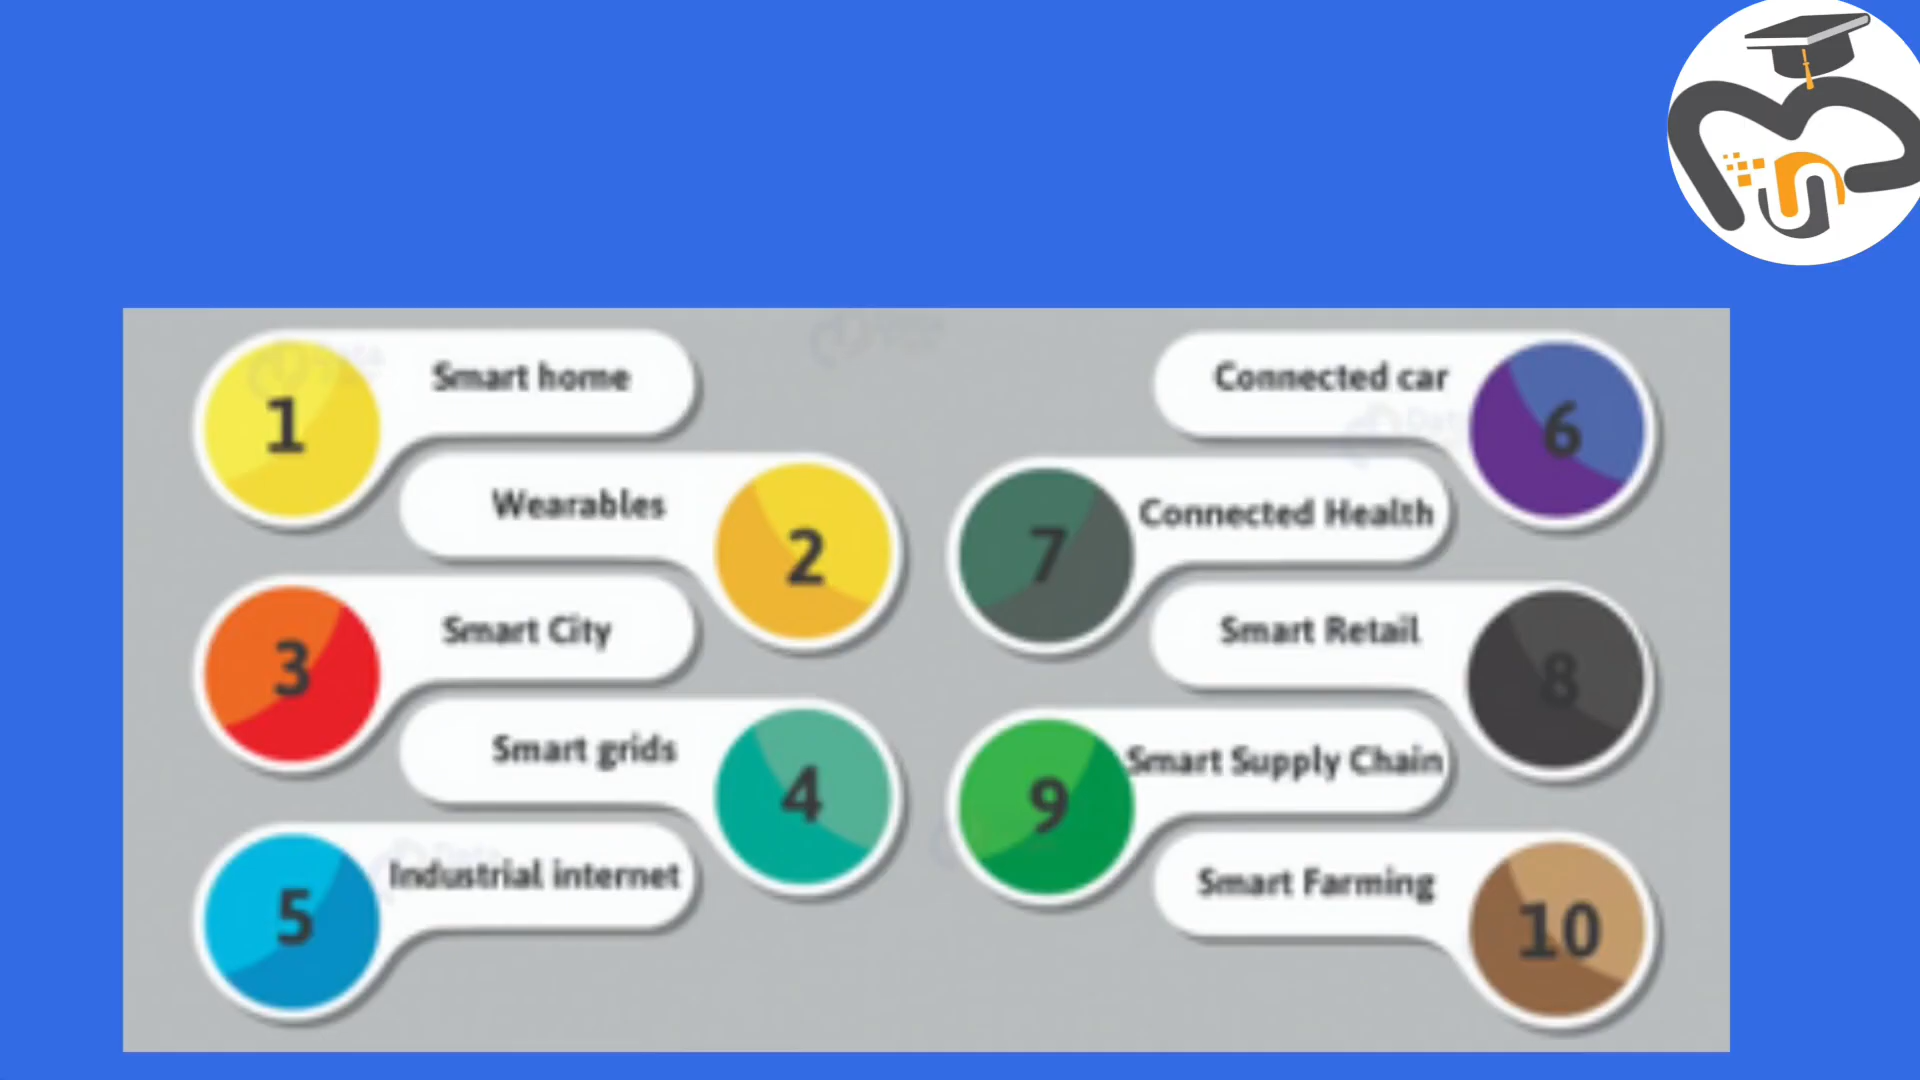 1
Smart home
Wearables
2
3
Smart City
Smart grids
4
5
Industrial internet
Connected car
6
7
Connected Health
Smart Retail
8
9
Smart Supply Chain
Smart Farming
10